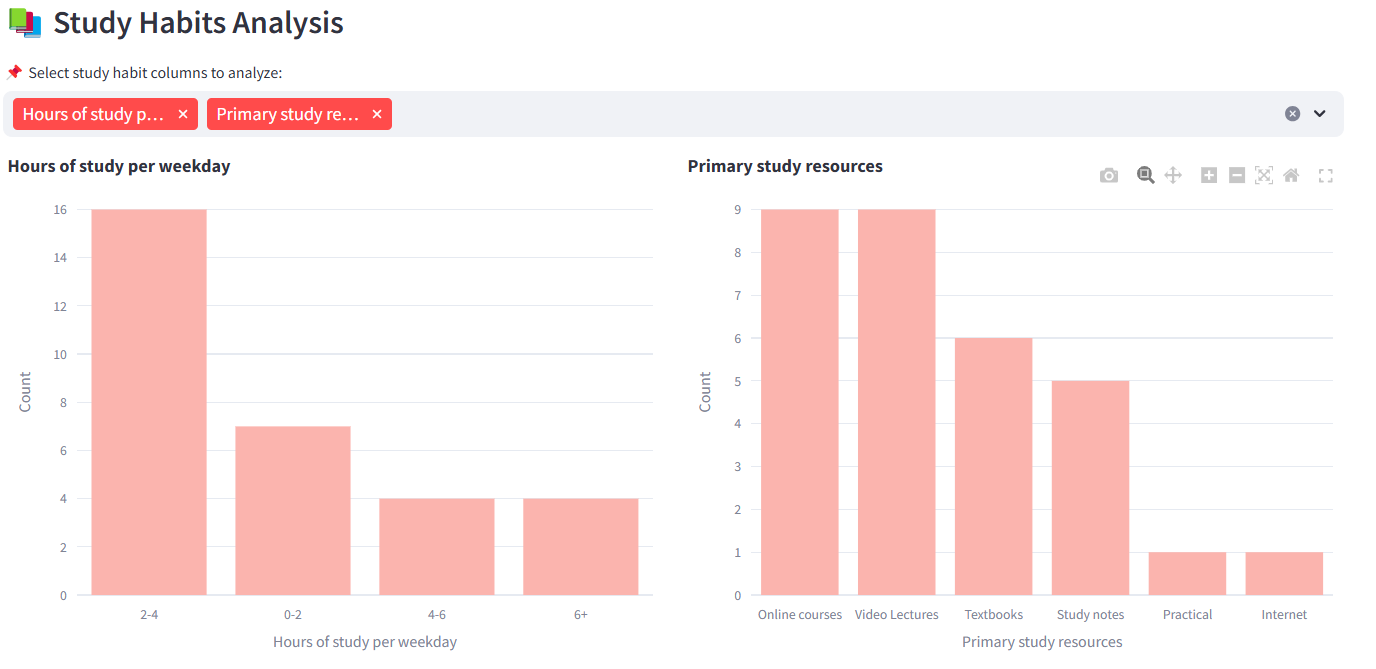 Study Habits Analysis
Select study habit columns to analyze:
Hours of study p... × Primary study re... ×
Hours of study per weekday
16
14
12
10
8
6
4
2
0
Count
2-4 0-2 4-6 6+
Hours of study per weekday
Primary study resources
9
8
7
6
5
4
3
2
1
0
Count
Online courses Video Lectures Textbooks Study notes Practical Internet
Primary study resources